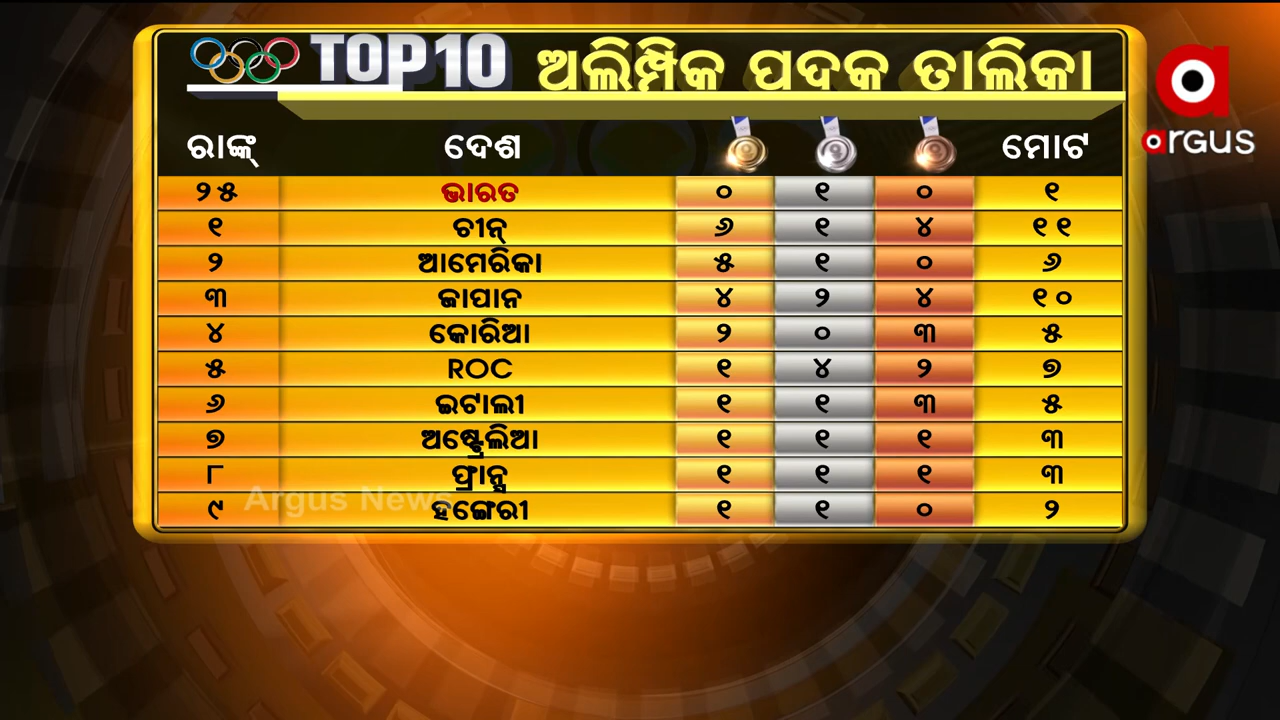 TOP10 ଅଲିମ୍ପିକ ପଦକ ତାଲିକା
argus
ରାଙ୍କ୍ ଦେଶ ମୋଟ
୨୫ ଭାରତ ୦ ୧ ୦ ୧
୧ ଚୀନ୍ ୬ ୧ ୪ ୧୧
୨ ଆମେରିକା ୫ ୧ ୦ ୬
୩ ଜାପାନ ୪ ୨ ୪ ୧୦
୪ କୋରିଆ ୨ ୦ ୩ ୫
୫ ROC ୧ ୪ ୨ ୭
୬ ଇଟାଲୀ ୧ ୧ ୩ ୫
୭ ଅଷ୍ଟ୍ରେଲିଆ ୧ ୧ ୧ ୩
୮ ଫ୍ରାନ୍ସ ୧ ୧ ୧ ୩
୯ ହଙ୍ଗେରୀ ୧ ୧ ୦ ୨
Argus News